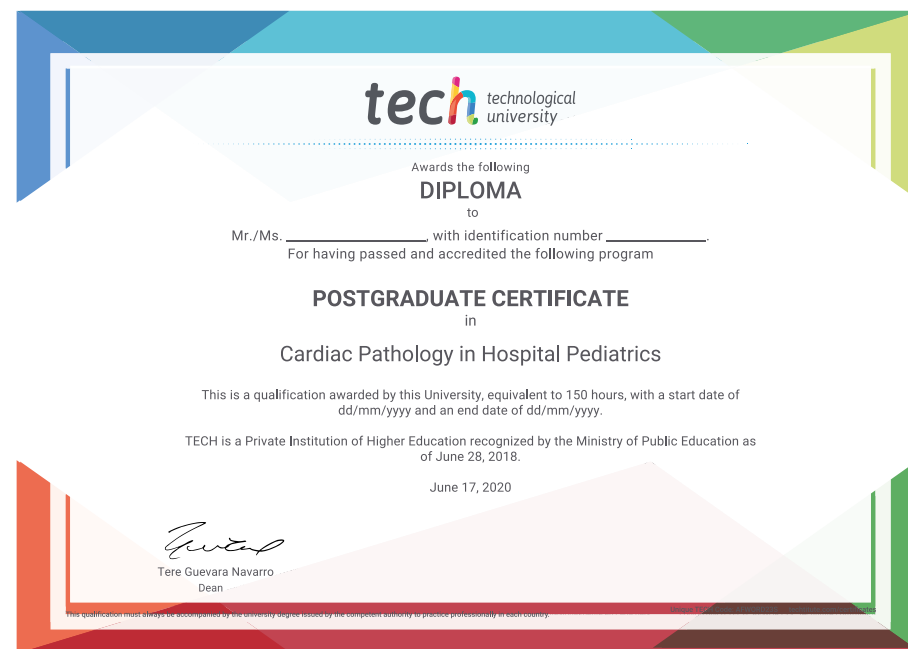 tech technological
university
Awards the following
DIPLOMA
to
Mr./Ms. ____________, with identification number ____________.
For having passed and accredited the following program
POSTGRADUATE CERTIFICATE
in
Cardiac Pathology in Hospital Pediatrics
This is a qualification awarded by this University, equivalent to 150 hours, with a start date of
dd/mm/yyyy and an end date of dd/mm/yyyy.
TECH is a Private Institution of Higher Education recognized by the Ministry of Public Education as
of June 28, 2018.
June 17, 2020
Tere Guevara Navarro
Dean
This qualification must always be accompanied by the university degree issued by the competent authority to practice professionally in each country.